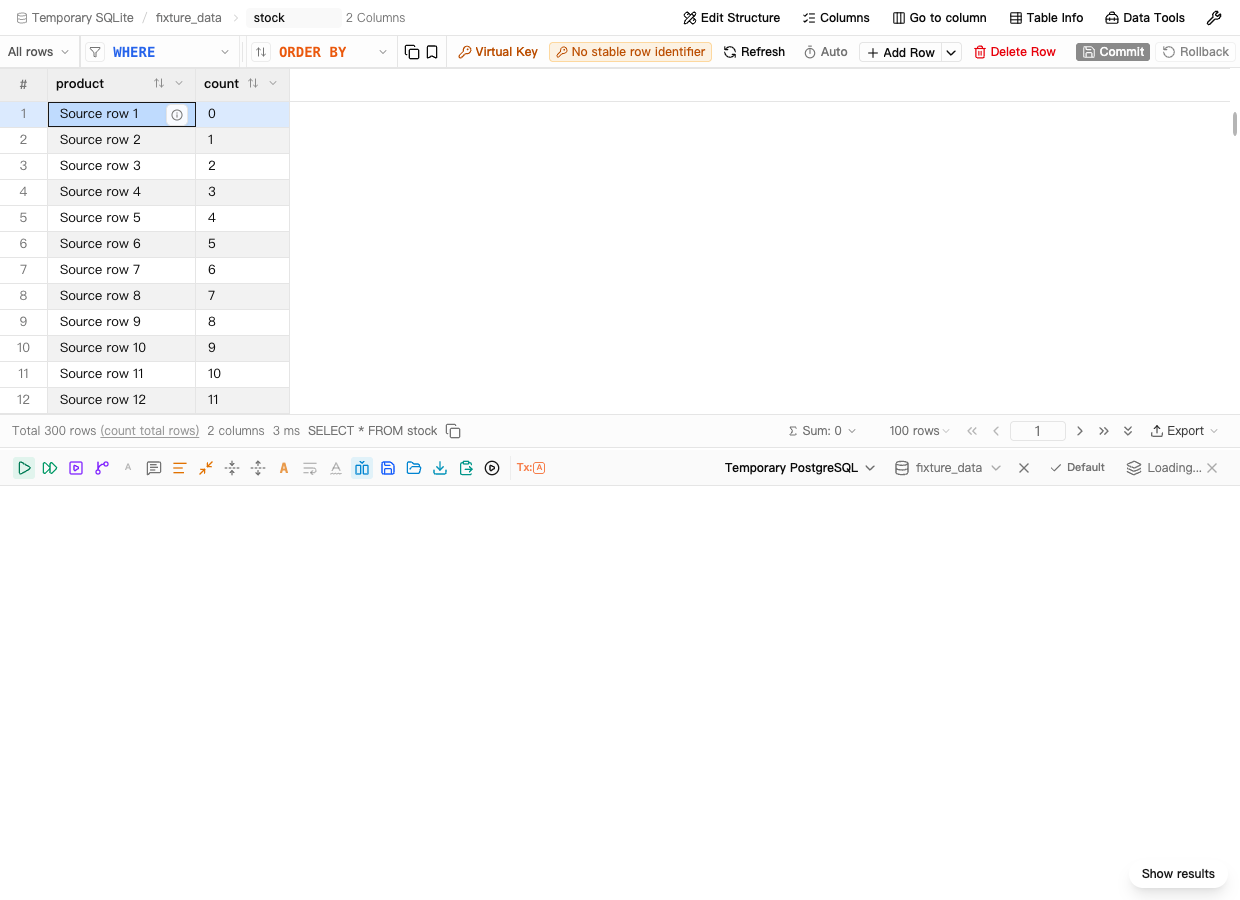 Temporary SQLite / fixture_data > stock 2 Columns Edit Structure Columns Go to column Table Info Data Tools
All rows WHERE ORDER BY Virtual Key No stable row identifier Refresh Auto + Add Row Delete Row Commit Rollback
# product count
1 Source row 1 0
2 Source row 2 1
3 Source row 3 2
4 Source row 4 3
5 Source row 5 4
6 Source row 6 5
7 Source row 7 6
8 Source row 8 7
9 Source row 9 8
10 Source row 10 9
11 Source row 11 10
12 Source row 12 11
Total 300 rows (count total rows) 2 columns 3 ms SELECT * FROM stock Σ Sum: 0 100 rows 1 Export
A A A Tx: A Temporary PostgreSQL fixture_data Default Loading...
Show results